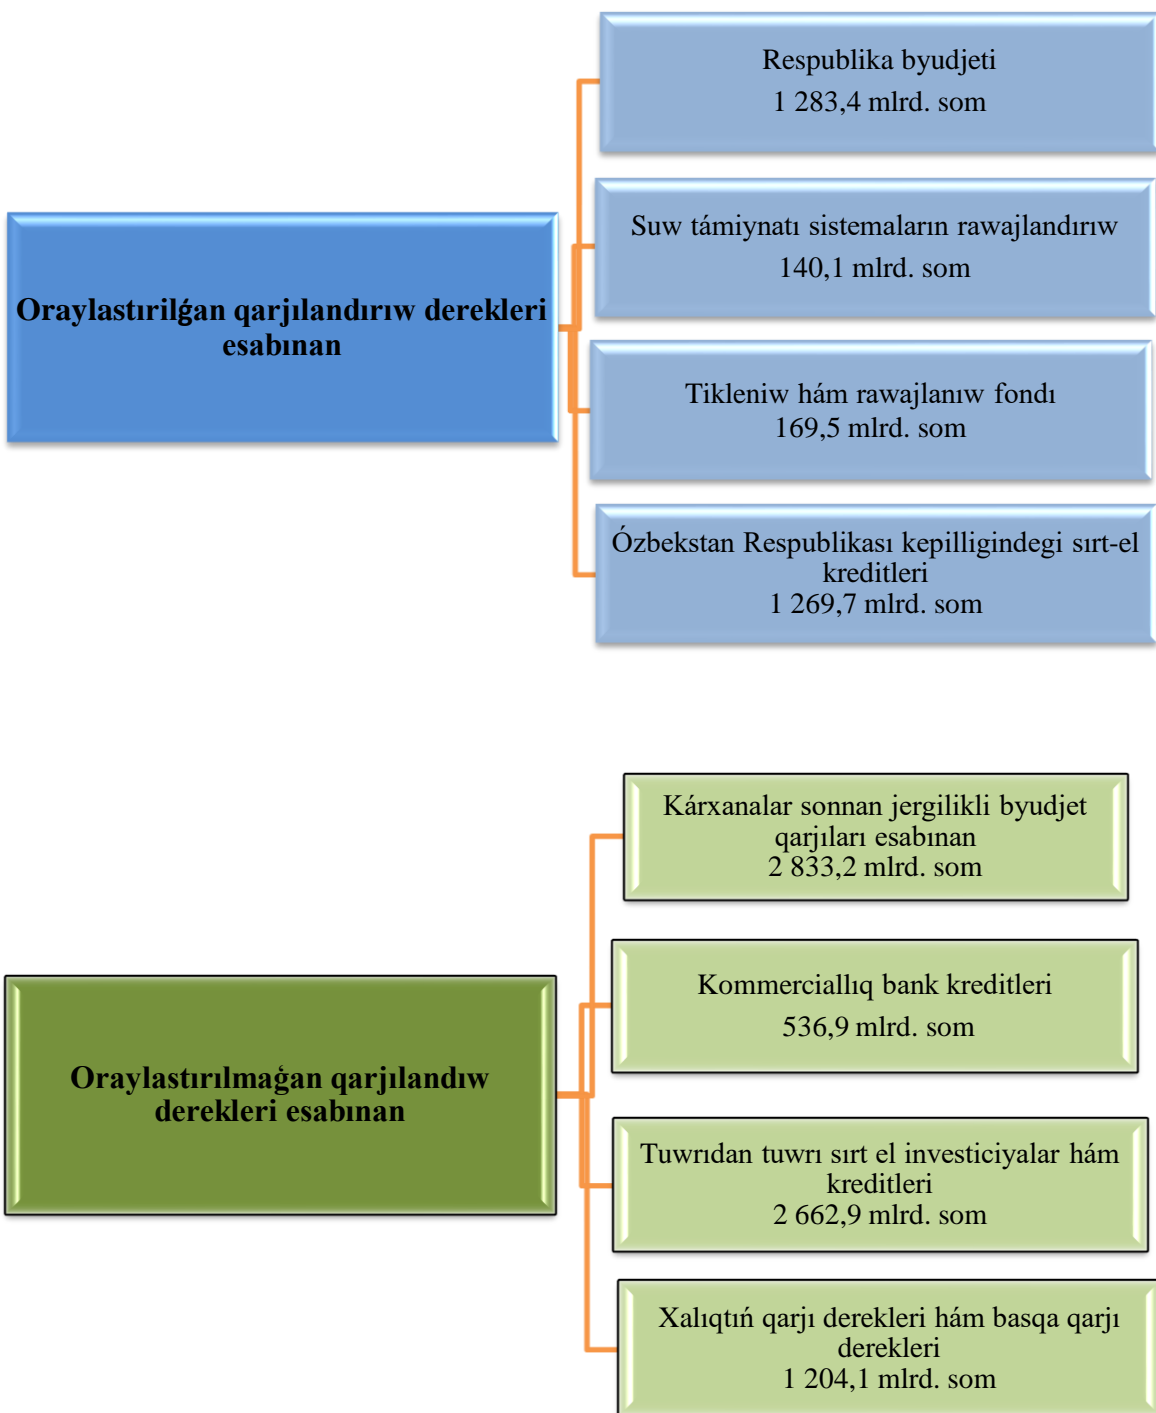 Oraylastırilǵan qarjılandırıw derekleri
esabınan
Respublika byudjeti
1 283,4 mlrd. som
Suw támiynatı sistemaların rawajlandırıw
140,1 mlrd. som
Tikleniw hám rawajlanıw fondı
169,5 mlrd. som
Ózbekstan Respublikası kepilligindegi sırt-el
kreditleri
1 269,7 mlrd. som
Oraylastırılmaģan qarjılandıw
derekleri esabınan
Kárxanalar sonnan jergilikli byudjet
qarjıları esabınan
2 833,2 mlrd. som
Kommerciallıq bank kreditleri
536,9 mlrd. som
Tuwrıdan tuwrı sırt el investiciyalar hám
kreditleri
2 662,9 mlrd. som
Xalıqtıń qarjı derekleri hám basqa qarjı
derekleri
1 204,1 mlrd. som